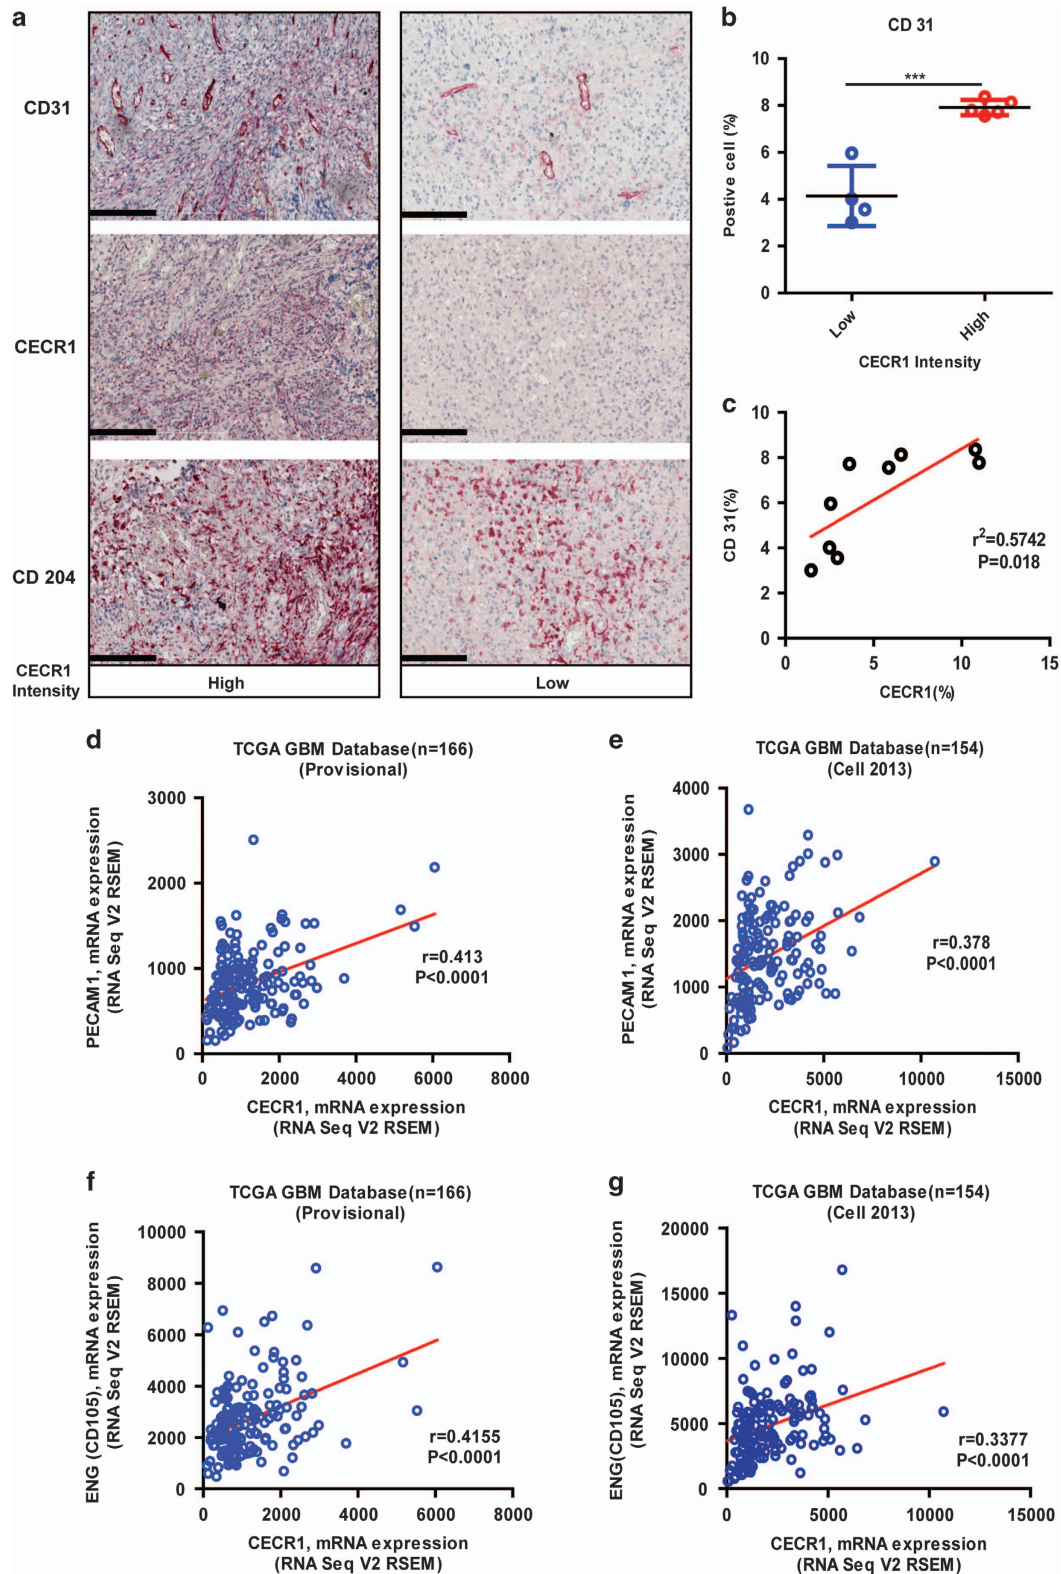 a
CD31
CECR1
CD 204
CECR1
Intensity
High
Low
b
CD 31
***
Postive cell (%)
10
8
6
4
2
0
Low
High
CECR1 Intensity
c
CD 31(%)
10
8
6
4
2
0
r2=0.5742
P=0.018
0 5 10 15
CECR1(%)
d
TCGA GBM Database(n=166)
(Provisional)
PECAM 1, mRNA expression
(RNA Seq V2 RSEM)
3000
2000
1000
0
r=0.413
P<0.0001
0 2000 4000 6000 8000
CECR1, mRNA expression
(RNA Seq V2 RSEM)
e
TCGA GBM Database(n=154)
(Cell 2013)
PECAM 1, mRNA expression
(RNA Seq V2 RSEM)
4000
3000
2000
1000
0
r=0.378
P<0.0001
0 5000 10000 15000
CECR1, mRNA expression
(RNA Seq V2 RSEM)
f
TCGA GBM Database(n=166)
(Provisional)
ENG (CD105), mRNA expression
(RNA Seq V2 RSEM)
10000
8000
6000
4000
2000
0
r=0.4155
P<0.0001
0 2000 4000 6000 8000
CECR1, mRNA expression
(RNA Seq V2 RSEM)
g
TCGA GBM Database(n=154)
(Cell 2013)
ENG(CD105), mRNA expression
(RNA Seq V2 RSEM)
20000
15000
10000
5000
0
r=0.3377
P<0.0001
0 5000 10000 15000
CECR1, mRNA expression
(RNA Seq V2 RSEM)